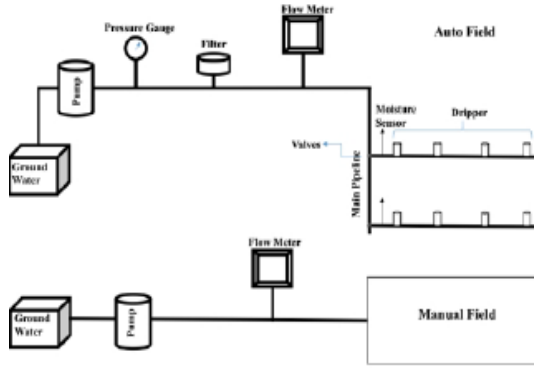 Flow Meter
Pressure Gauge
Filter
Auto Field
Pump
Moisture
Sensor
Dripper
Valves
Ground
Water
Main Pipeline
Flow Meter
Ground
Water
Pump
Manual Field